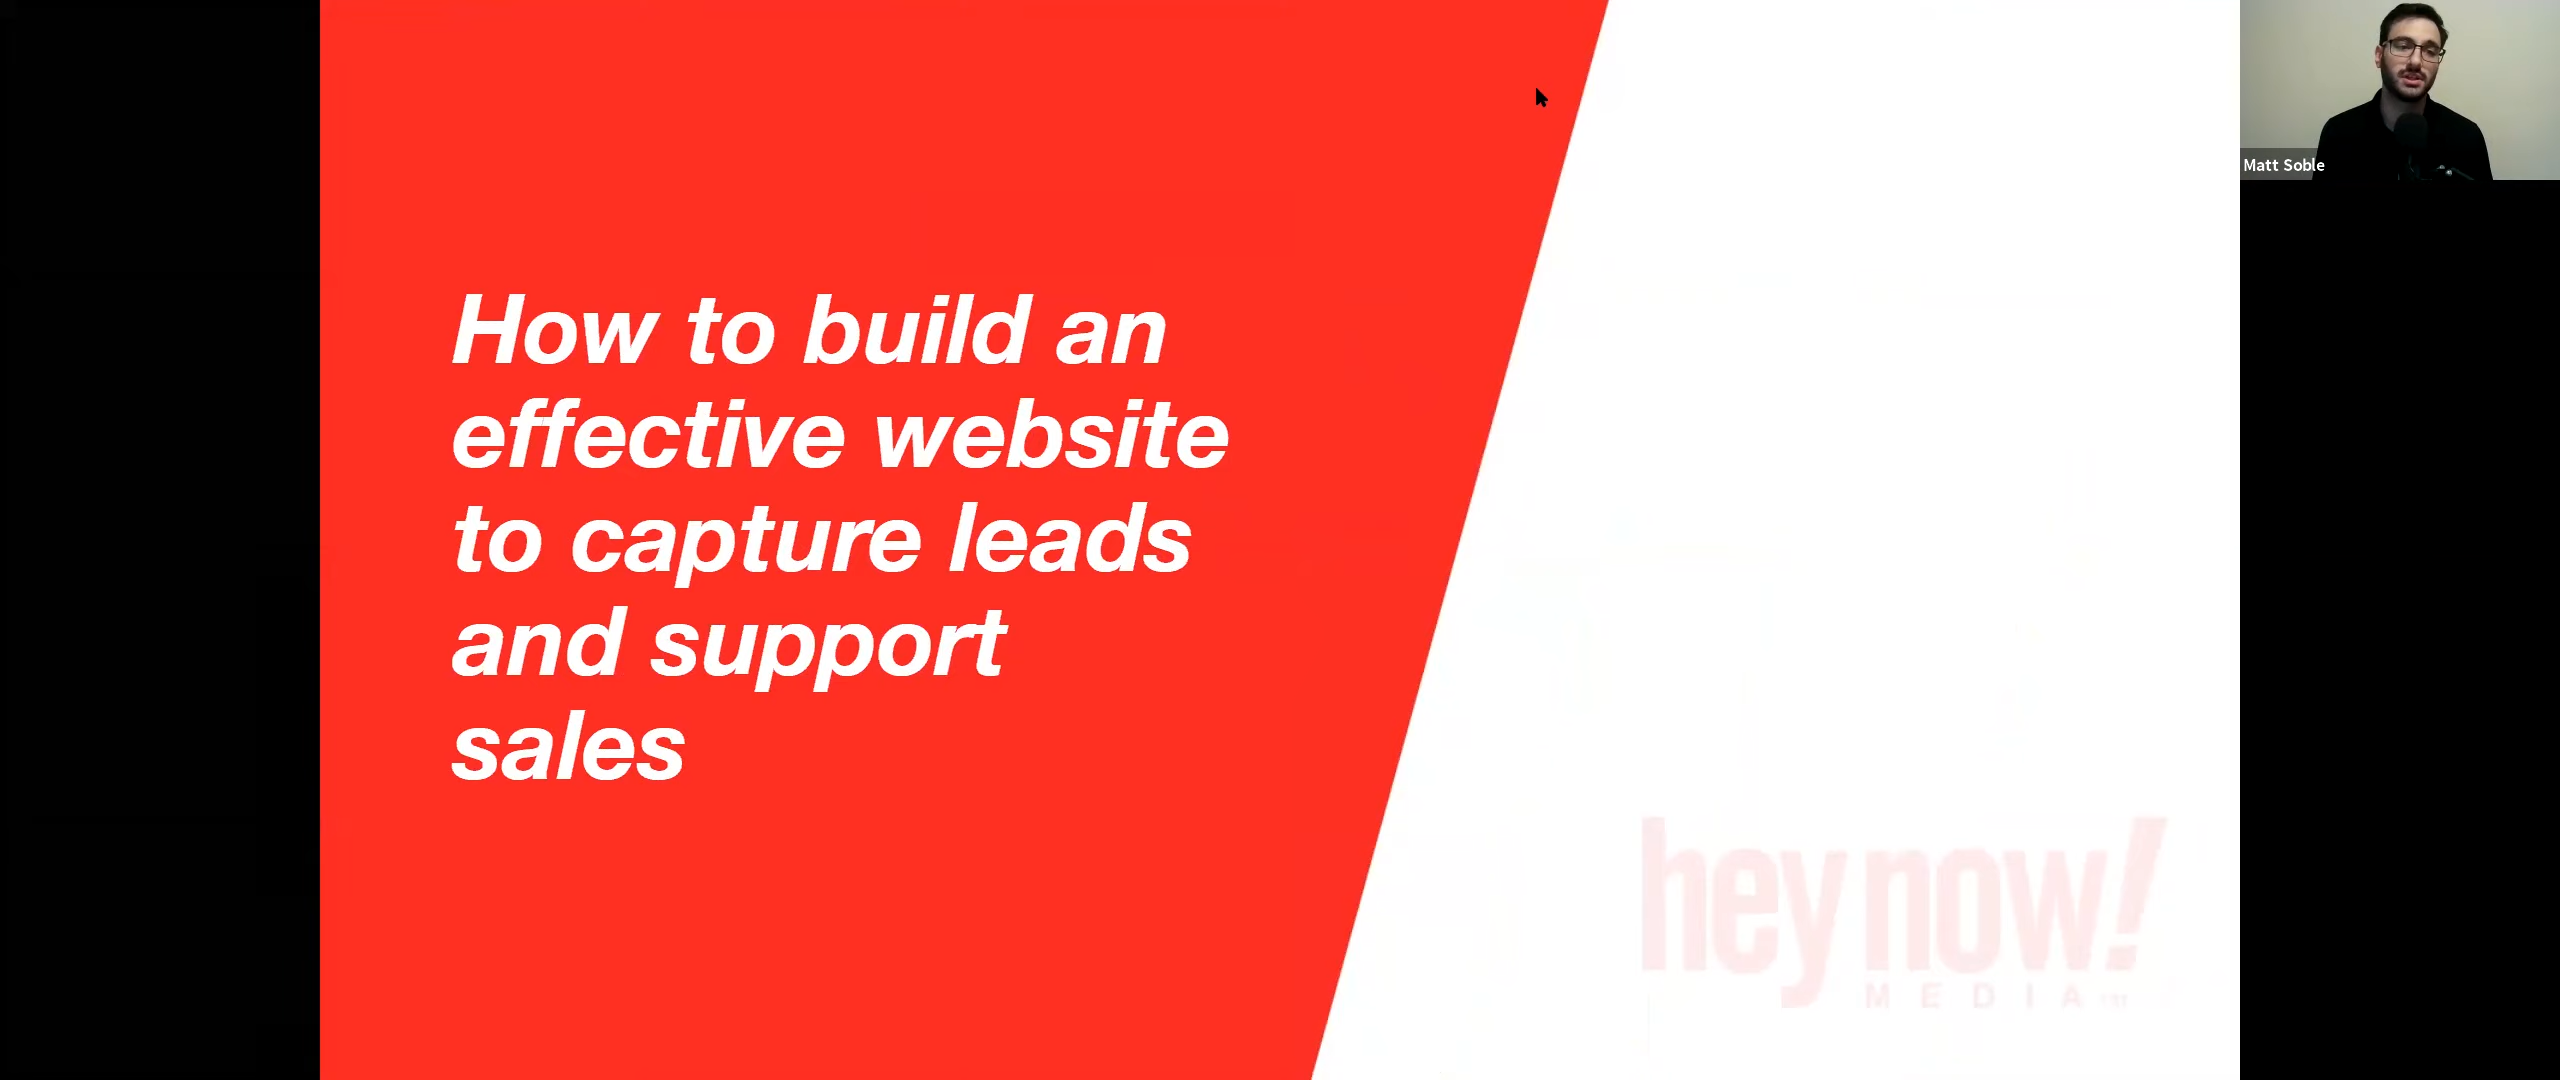 How to build an
effective website
to capture leads
and support
sales
hey now!
MEDIA
Matt Soble